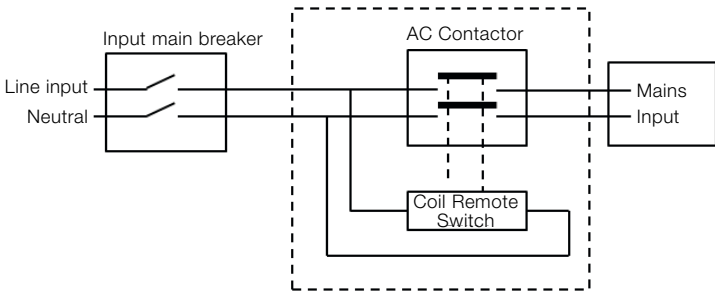 Input main breaker
AC Contactor
Line input
Neutral
Mains
Input
Coil Remote
Switch